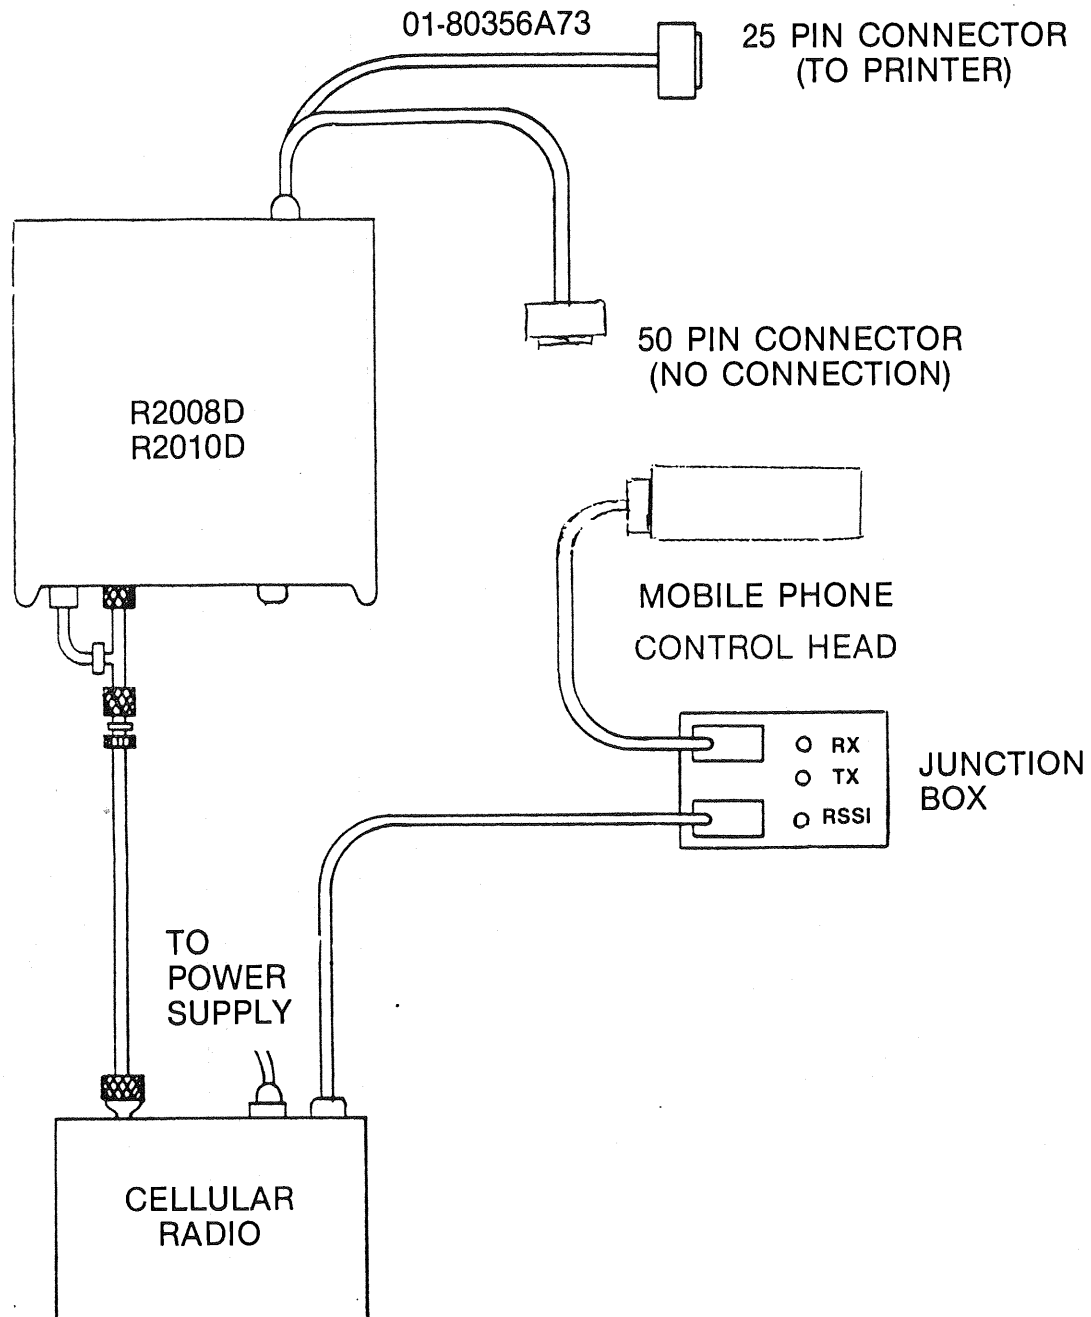 01-80356A73
25 PIN CONNECTOR
(TO PRINTER)
50 PIN CONNECTOR
(NO CONNECTION)
R2008D
R2010D
MOBILE PHONE
CONTROL HEAD
RX
TX
RSSI
JUNCTION
BOX
TO
POWER
SUPPLY
CELLULAR
RADIO